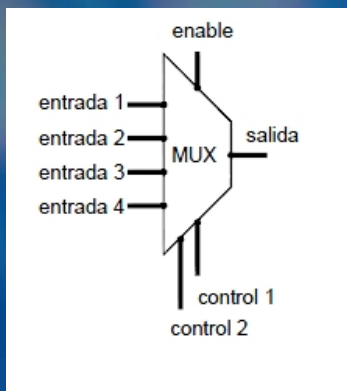 enable
entrada 1
entrada 2
entrada 3
entrada 4
MUX
salida
control 1
control 2